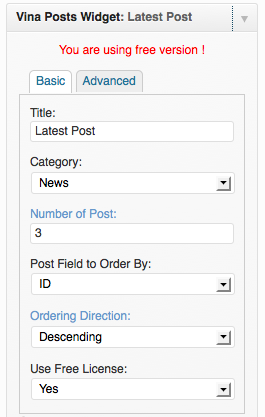 Vina Posts Widget: Latest Post
You are using free version !
Basic Advanced
Title:
Latest Post
Category:
News
Number of Post:
3
Post Field to Order By:
ID
Ordering Direction:
Descending
Use Free License:
Yes